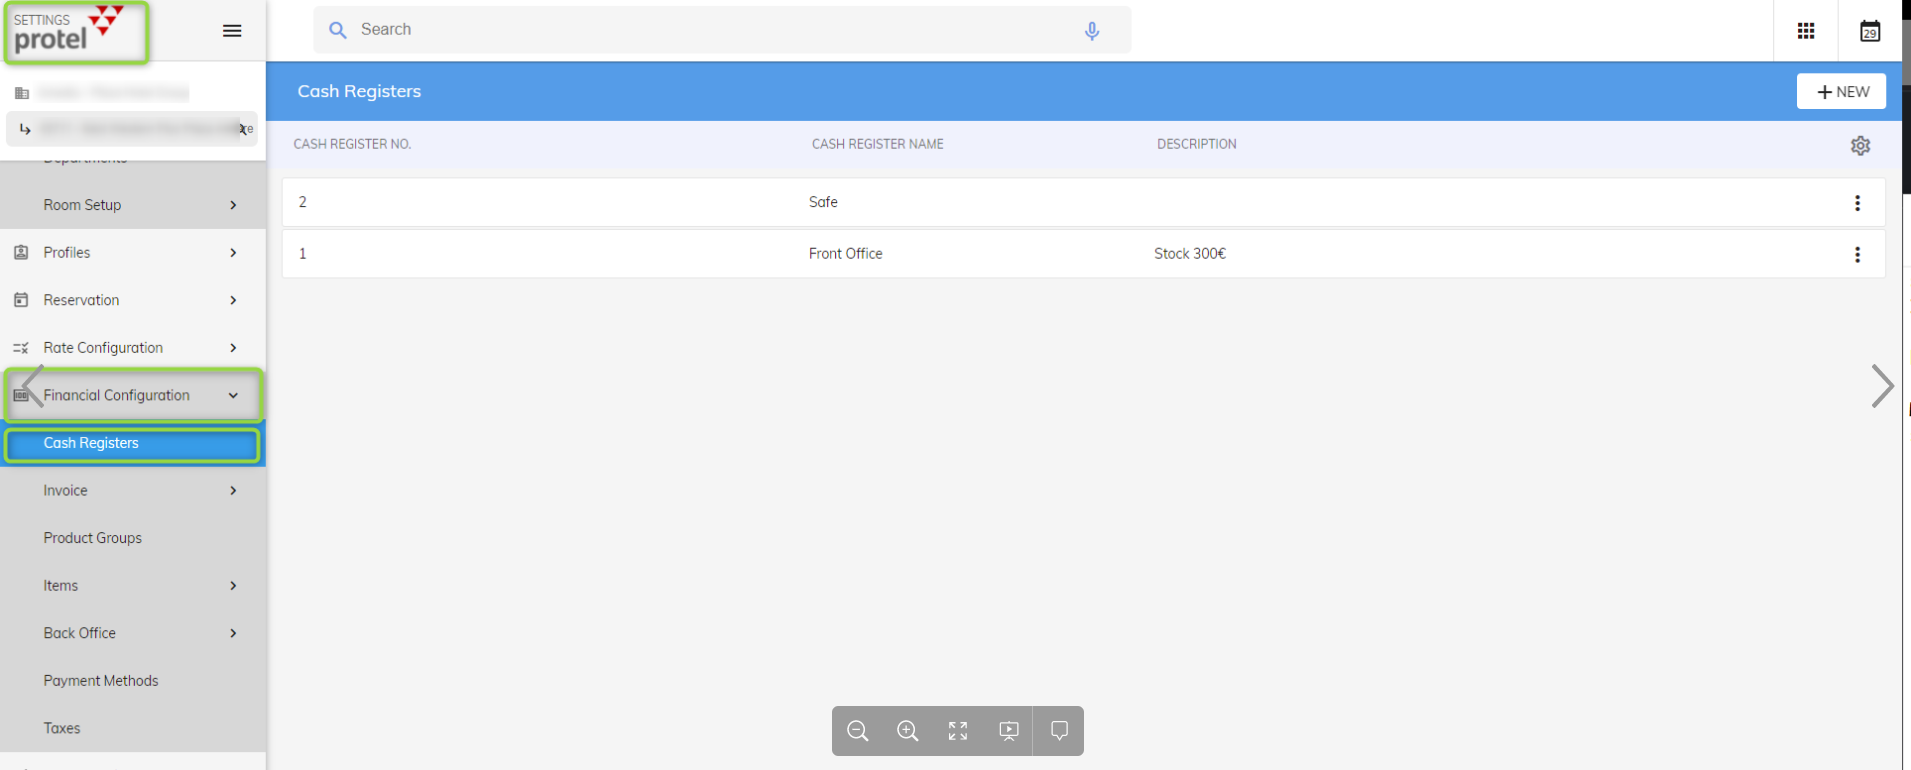 SETTINGS
protel
Search
29
Cash Registers
+ NEW
CASH REGISTER NO.
CASH REGISTER NAME
DESCRIPTION
2
Safe
1
Front Office
Stock 300€
Departments
Room Setup
Profiles
Reservation
Rate Configuration
Financial Configuration
Cash Registers
Invoice
Product Groups
Items
Back Office
Payment Methods
Taxes